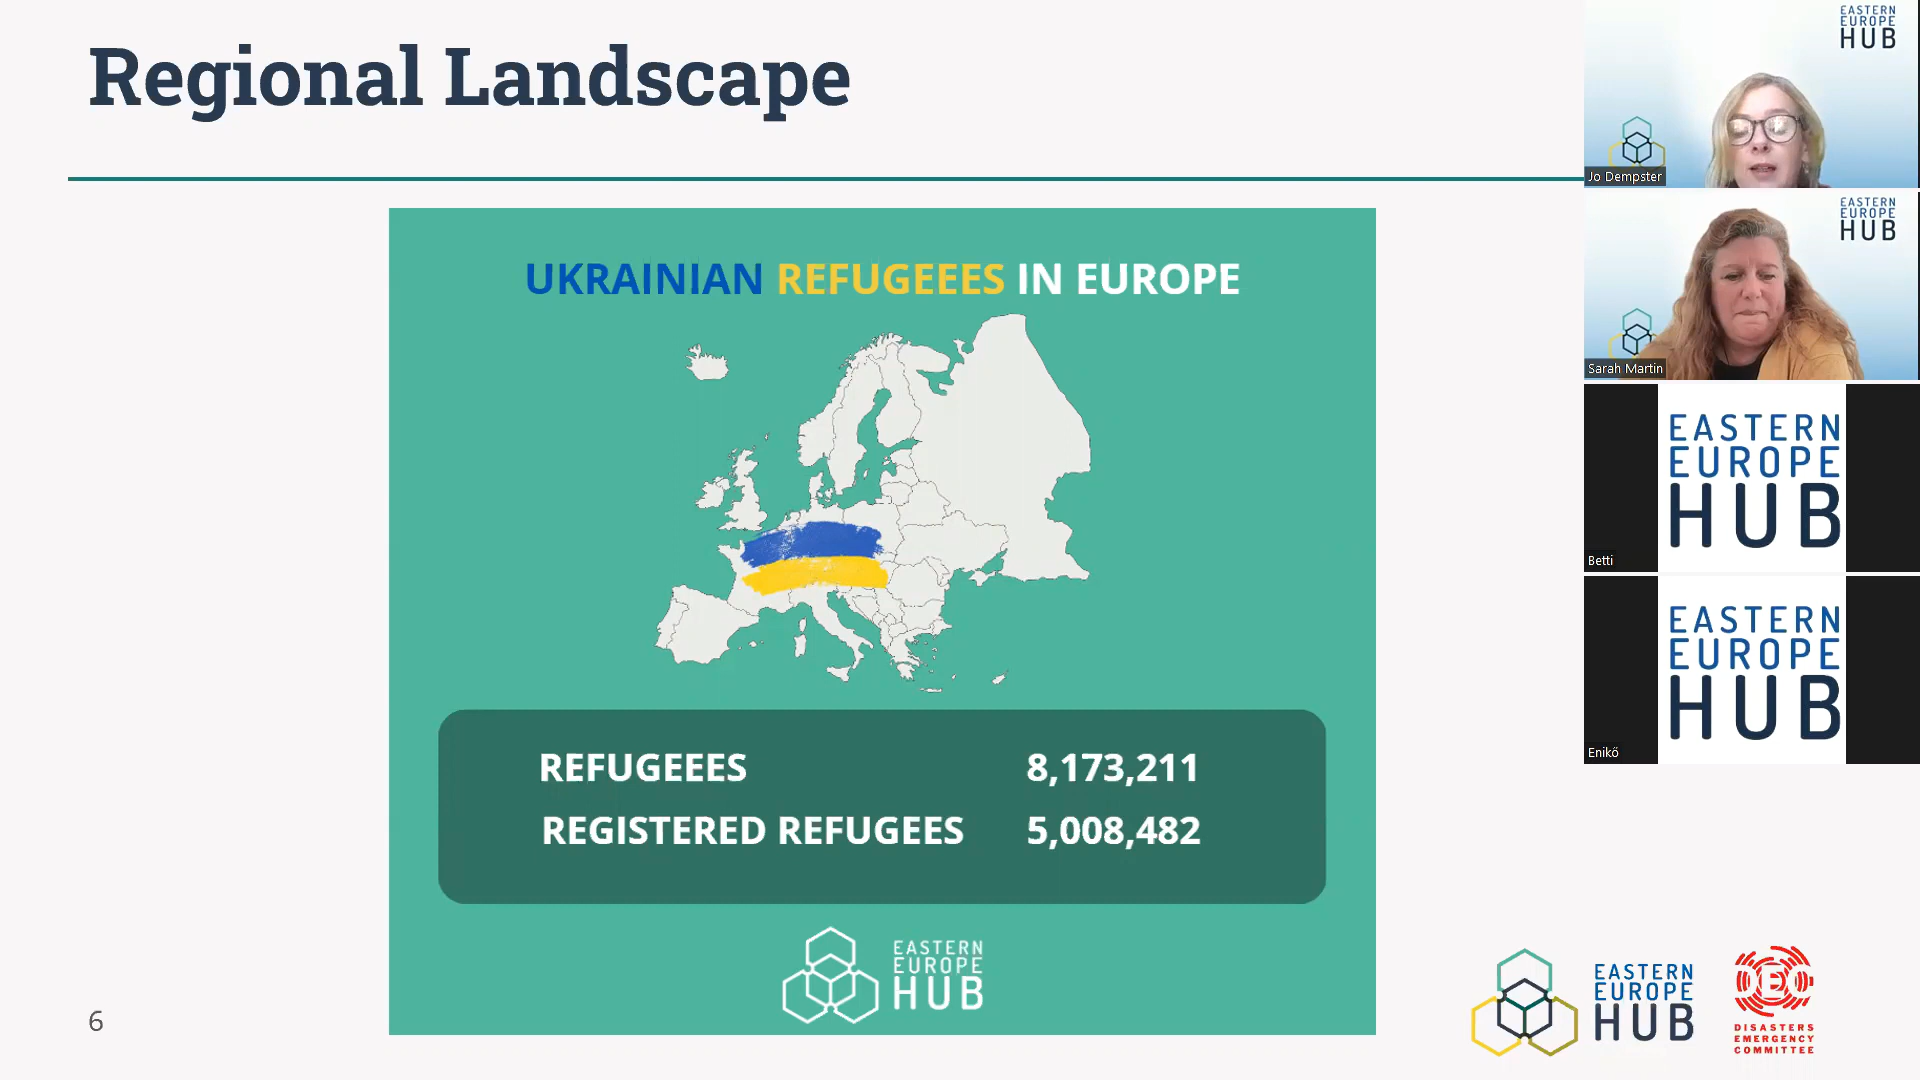 Regional Landscape
UKRAINIAN REFUGEEES IN EUROPE
REFUGEEES 8,173,211
REGISTERED REFUGEES 5,008,482
EASTERN
EUROPE
HUB
6
EASTERN
EUROPE
HUB
DEC
DISASTERS
EMERGENCY
COMMITTEE
EASTERN
EUROPE
HUB
Jo Dempster
EASTERN
EUROPE
HUB
Sarah Martin
EASTERN
EUROPE
HUB
Betti
EASTERN
EUROPE
HUB
Enikő